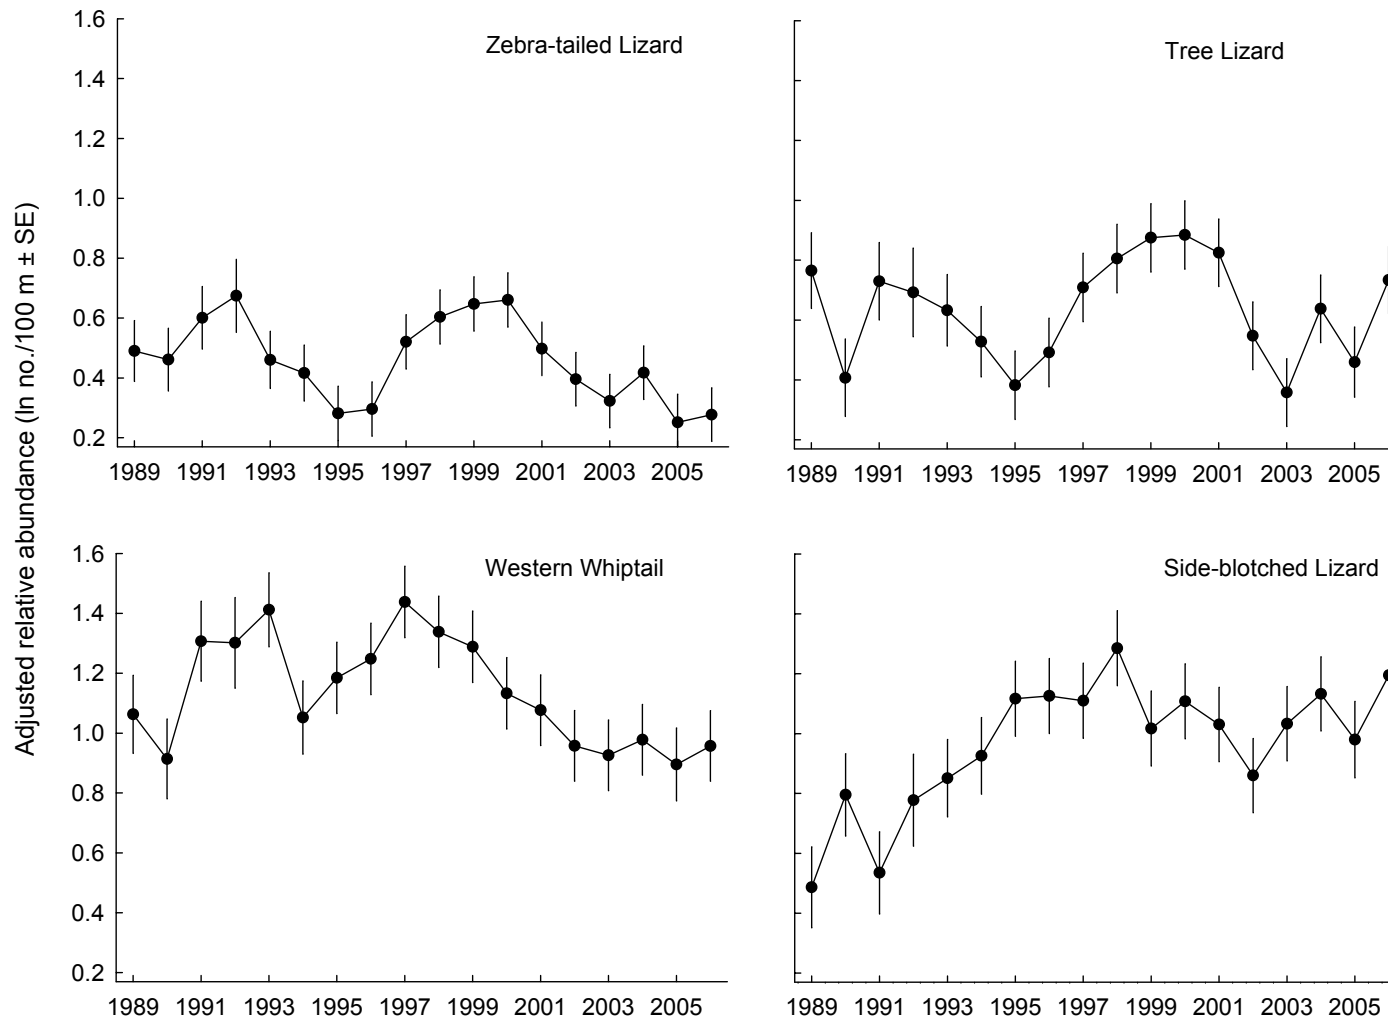 Adjusted relative abundance (ln no./100 m ± SE)
Zebra-tailed Lizard
1.6
1.4
1.2
1.0
0.8
0.6
0.4
0.2
1989 1991 1993 1995 1997 1999 2001 2003 2005
Tree Lizard
1989 1991 1993 1995 1997 1999 2001 2003 2005
Western Whiptail
1.6
1.4
1.2
1.0
0.8
0.6
0.4
0.2
1989 1991 1993 1995 1997 1999 2001 2003 2005
Side-blotched Lizard
1989 1991 1993 1995 1997 1999 2001 2003 2005